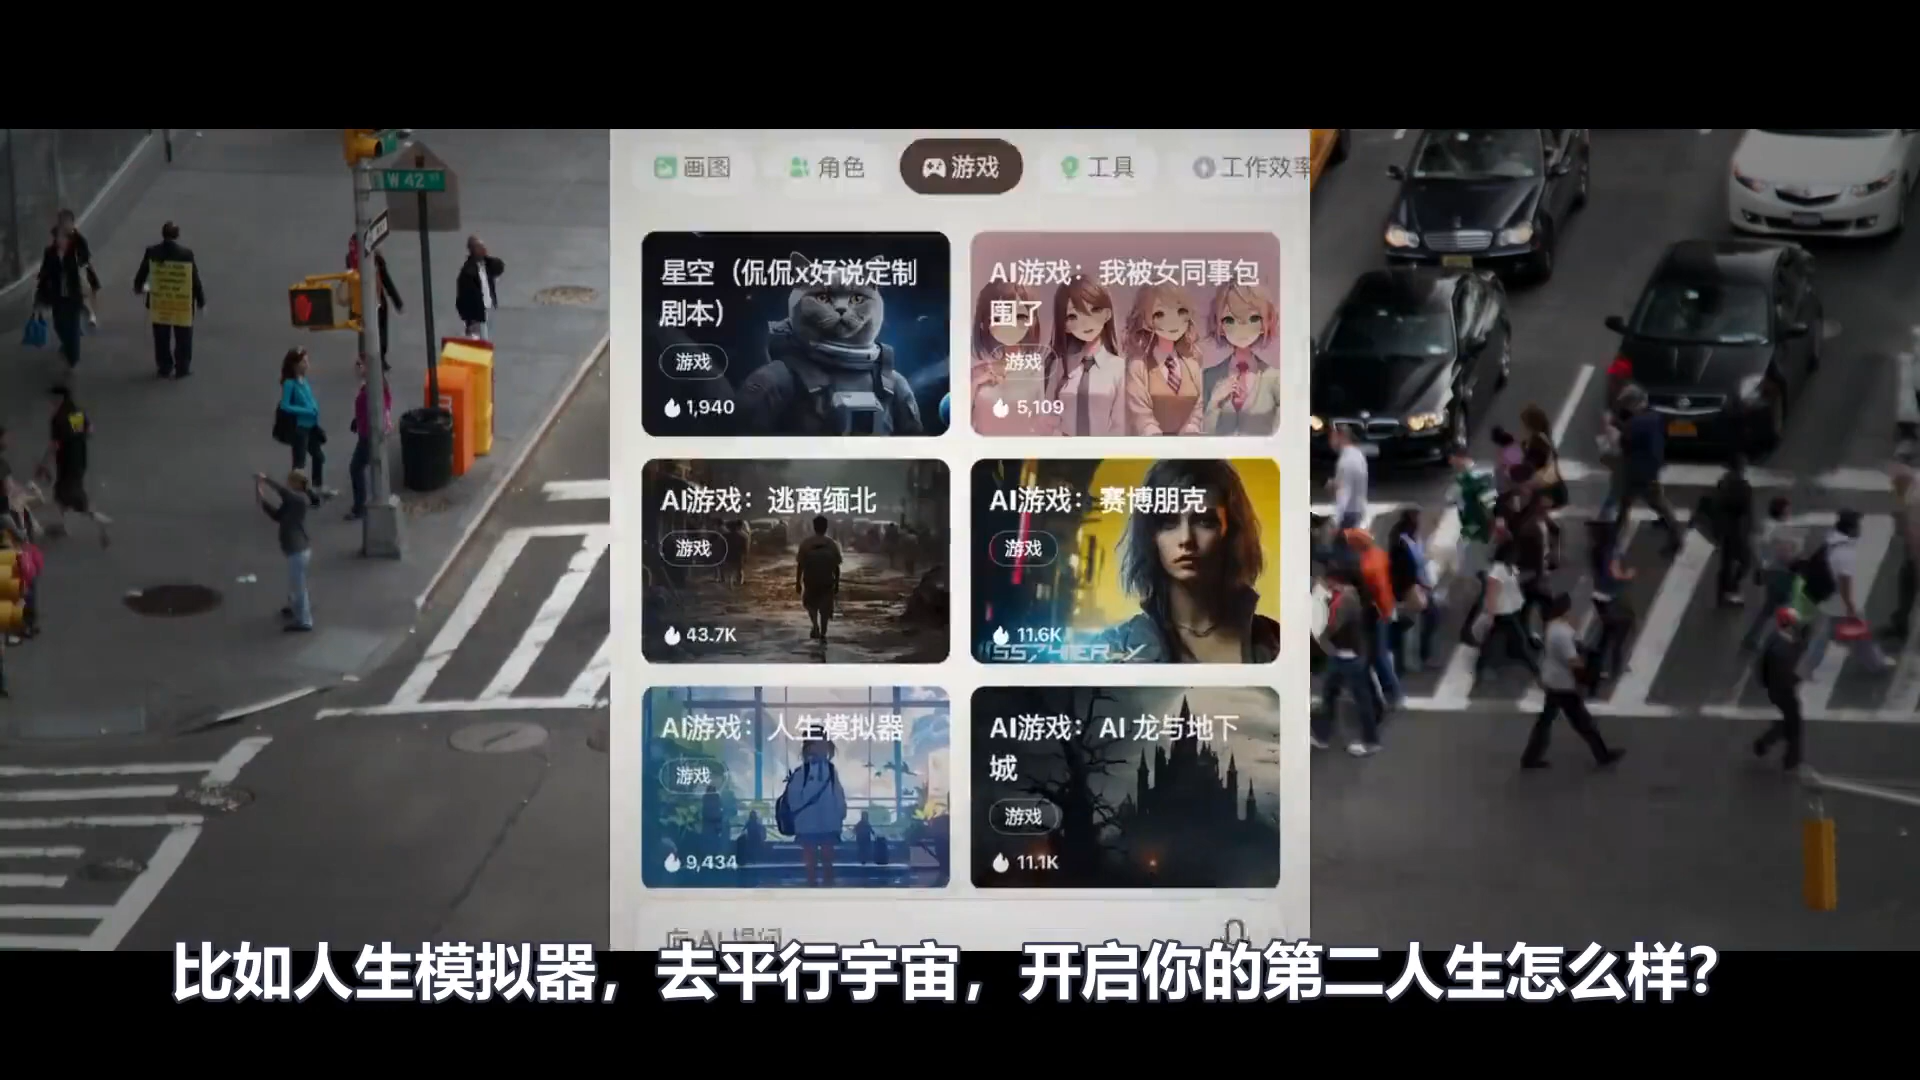 W 42 ST
画图
角色
游戏
工具
工作效率
星空（侃侃x好说定制
剧本）
游戏
1,940
AI游戏：我被女同事包
围了
游戏
5,109
AI游戏：逃离缅北
游戏
43.7K
AI游戏：赛博朋克
游戏
11.6K
AI游戏：人生模拟器
游戏
9,434
AI游戏：AI 龙与地下
城
游戏
11.1K
向AI提问
比如人生模拟器，去平行宇宙，开启你的第二人生怎么样？